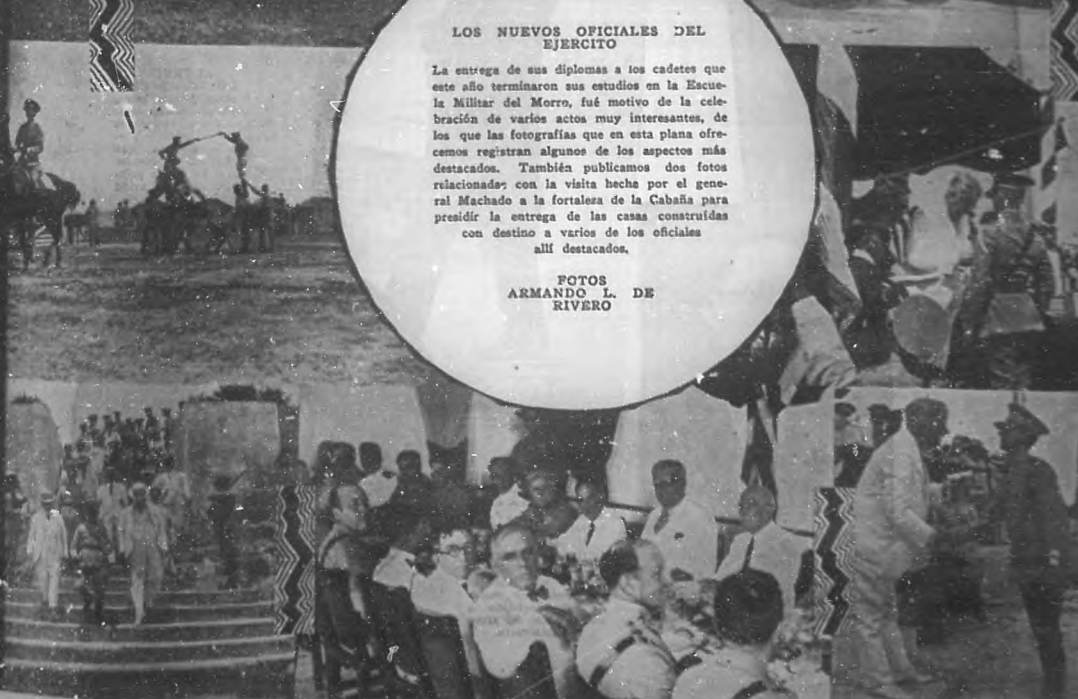 LOS NUEVOS OFICIALES DEL
EJERCITO
La entrega de sus diplomas a los cadetes que
este año terminaron sus estudios en la Escue-
la Militar del Morro, fué motivo de la cele-
bración de varios actos muy interesantes, de
los que las fotografías que en esta plana ofre-
cemos registran algunos de los aspectos más
destacados. También publicamos dos fotos
relacionadas con la visita hecha por el gene-
ral Machado a la fortaleza de la Cabaña para
presidir la entrega de las casas construídas
con destino a varios de los oficiales
allí destacados.
FOTOS
ARMANDO L. DE
RIVERO